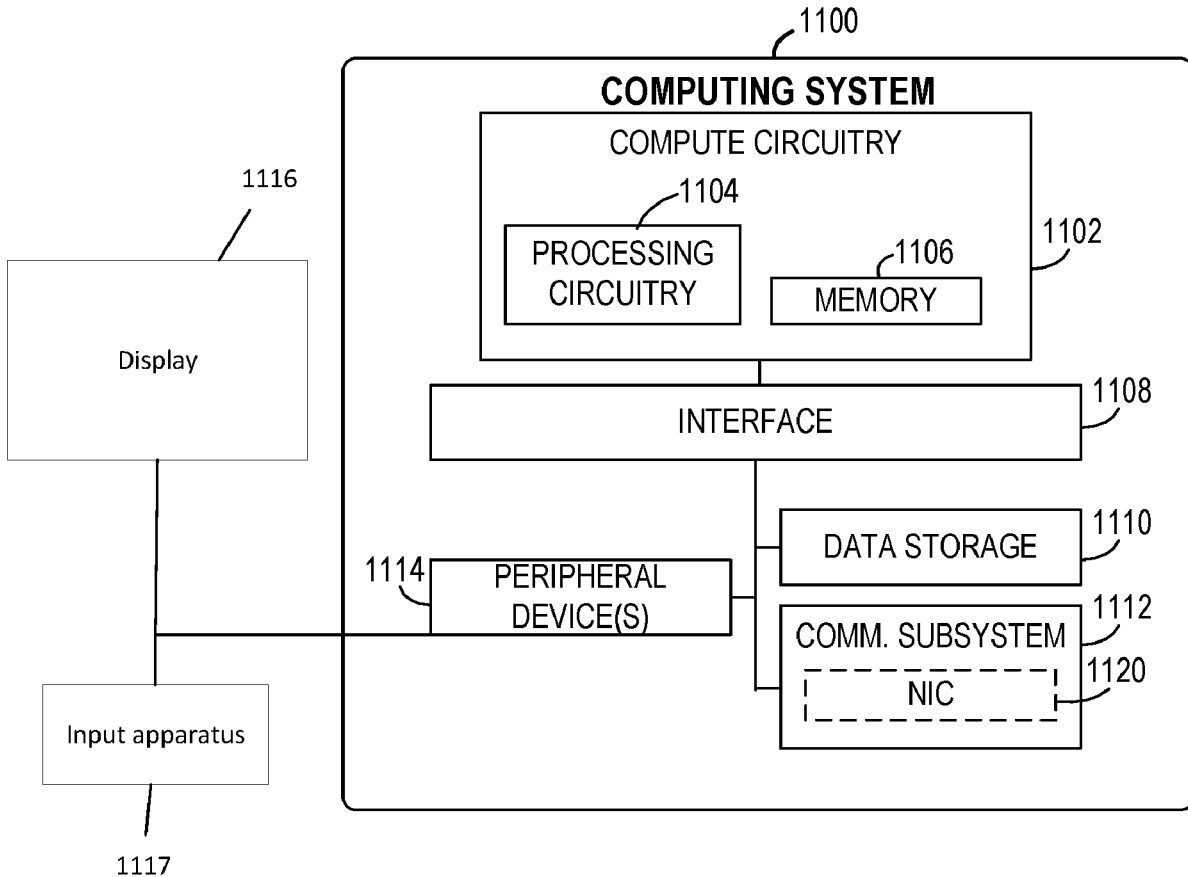 1100
COMPUTING SYSTEM
COMPUTE CIRCUITRY
1116
1104
PROCESSING
CIRCUITRY
1106
MEMORY
1102
Display
INTERFACE
1108
DATA STORAGE
1110
1114
PERIPHERAL
DEVICE(S)
COMM. SUBSYSTEM
1112
NIC
1120
Input apparatus
1117